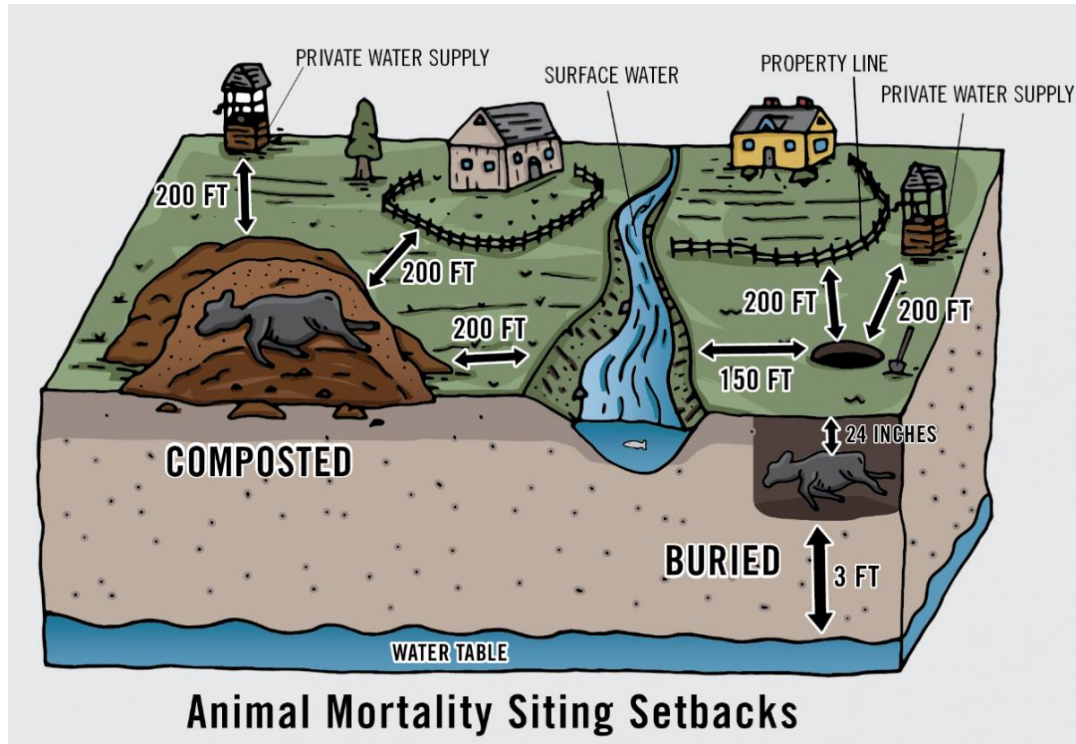 PRIVATE WATER SUPPLY
SURFACE WATER
PROPERTY LINE
PRIVATE WATER SUPPLY
200 FT
200 FT
200 FT
200 FT
200 FT
150 FT
24 INCHES
COMPOSTED
BURIED
3 FT
WATER TABLE
Animal Mortality Siting Setbacks